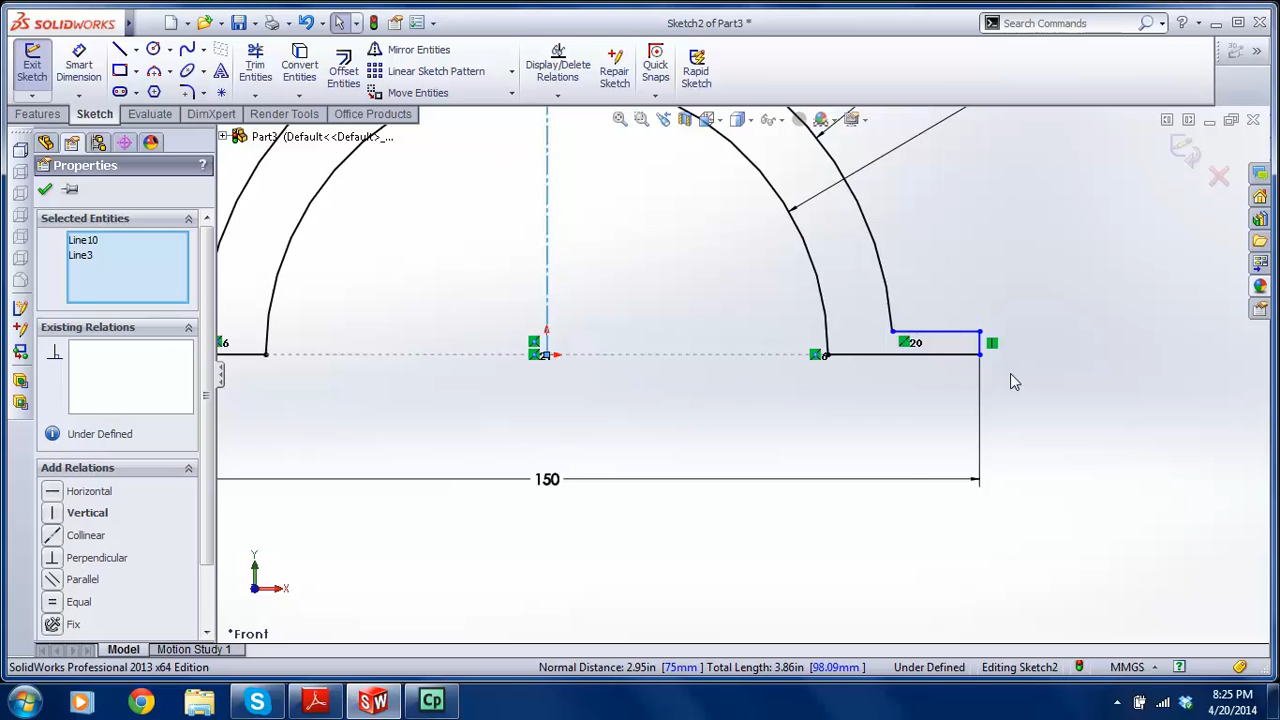 SOLIDWORKS
Sketch2 of Part3 *
Search Commands
Exit Sketch
Smart Dimension
Trim Entities
Convert Entities
Offset Entities
Mirror Entities
Linear Sketch Pattern
Move Entities
Display/Delete Relations
Repair Sketch
Quick Snaps
Rapid Sketch
Features
Sketch
Evaluate
DimXpert
Render Tools
Office Products
Part3 (Default<<Default>_...
Properties
?
Selected Entities
Line10
Line3
Existing Relations
Under Defined
Add Relations
Horizontal
Vertical
Collinear
Perpendicular
Parallel
Equal
Fix
6
6
20
150
Y
X
*Front
Model
Motion Study 1
SolidWorks Professional 2013 x64 Edition
Normal Distance: 2.95in [75mm] Total Length: 3.86in [98.09mm]
Under Defined
Editing Sketch2
MMGS
?
Cp
8:25 PM
4/20/2014